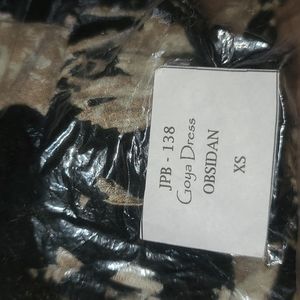 JPB - 138
Goya Dress
OBSIDAN
XS